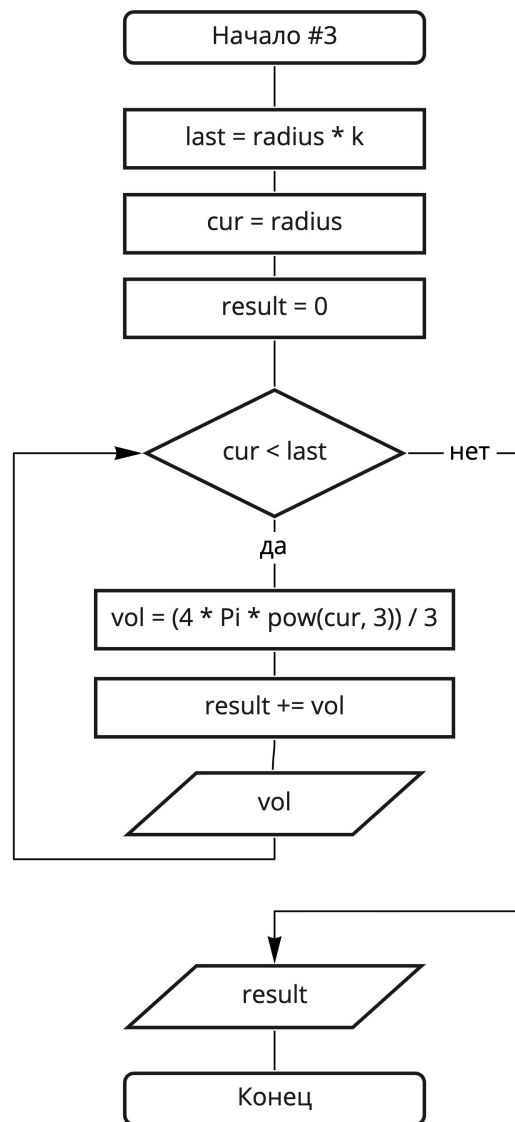 Начало #3
last = radius * k
cur = radius
result = 0
cur < last
нет
да
vol = (4 * Pi * pow(cur, 3)) / 3
result += vol
vol
result
Конец